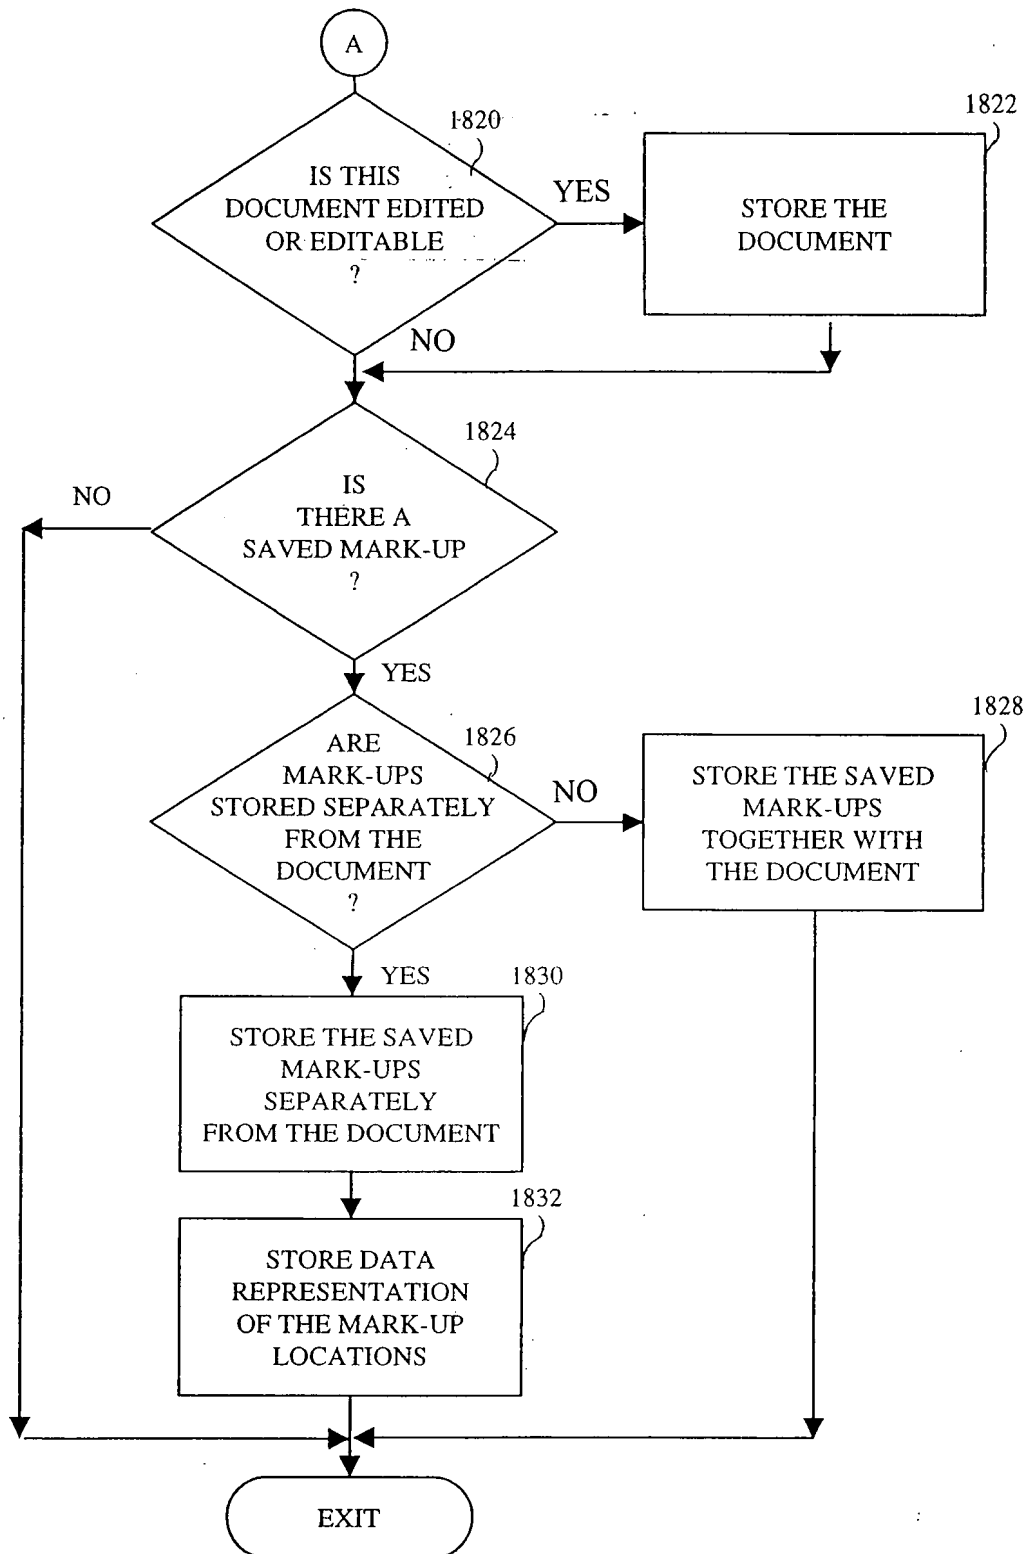 A
1820
IS THIS
DOCUMENT EDITED
OR EDITABLE
?
YES
1822
STORE THE
DOCUMENT
NO
1824
IS
THERE A
SAVED MARK-UP
?
NO
YES
1826
ARE
MARK-UPS
STORED SEPARATELY
FROM THE
DOCUMENT
?
NO
1828
STORE THE SAVED
MARK-UPS
TOGETHER WITH
THE DOCUMENT
YES
1830
STORE THE SAVED
MARK-UPS
SEPARATELY
FROM THE DOCUMENT
1832
STORE DATA
REPRESENTATION
OF THE MARK-UP
LOCATIONS
EXIT